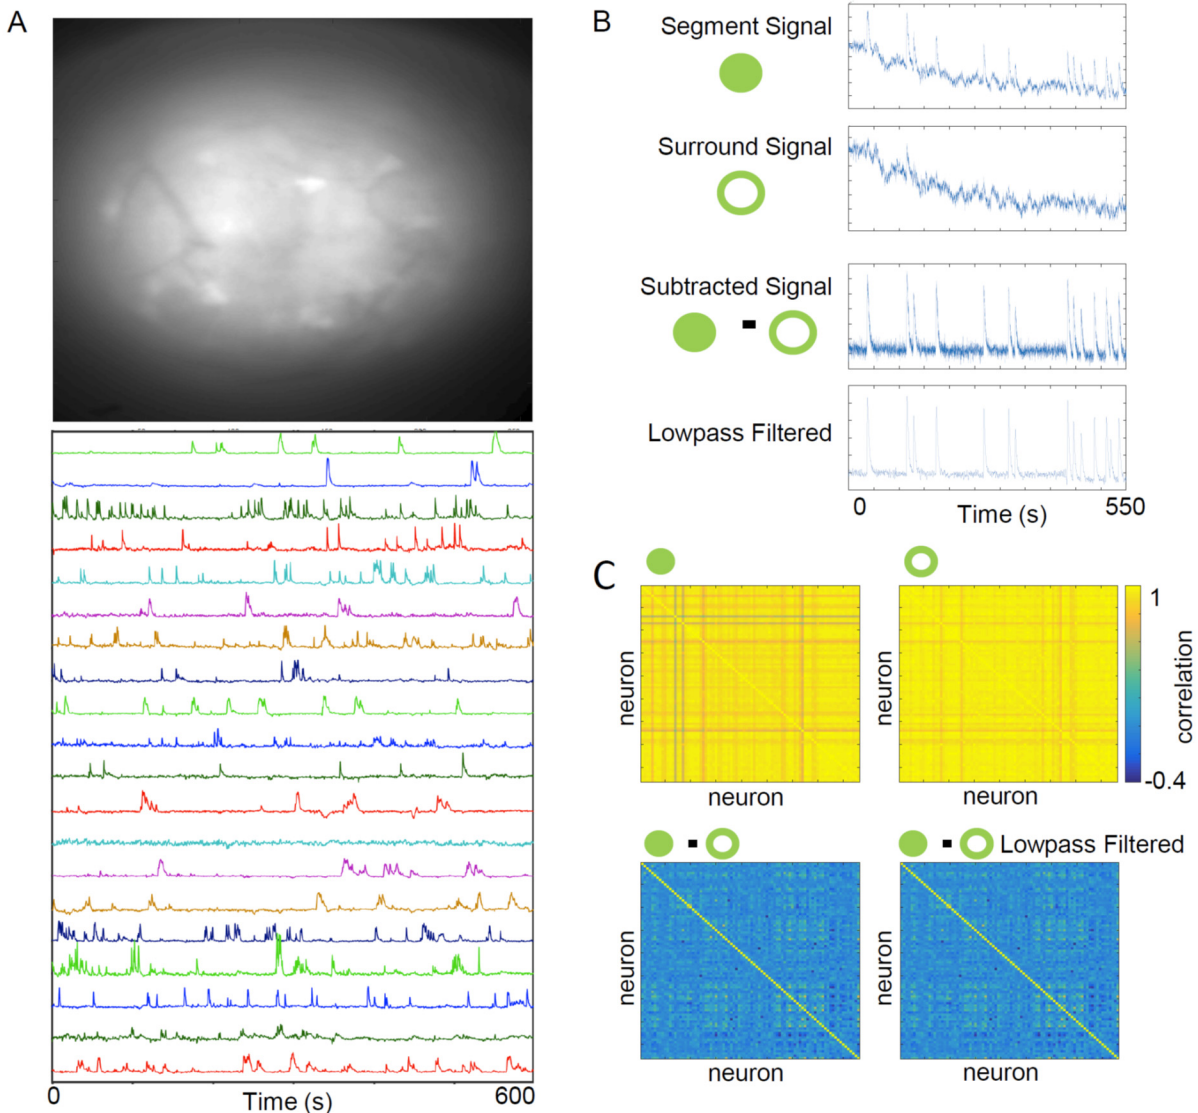 A
0
600
Time (s)
B
Segment Signal
Surround Signal
Subtracted Signal
-
Lowpass Filtered
0
550
Time (s)
C
neuron
neuron
neuron
neuron
1
-0.4
correlation
-
- Lowpass Filtered
neuron
neuron
neuron
neuron